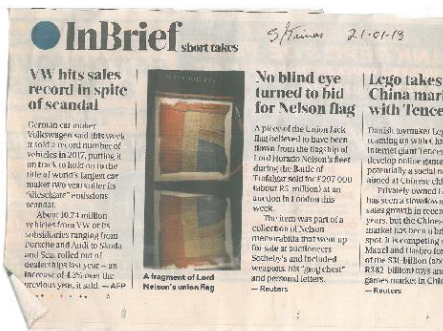 InBrief short takes
S/Times 21-01-18
VW hits sales
record in spite
of scandal
German car maker
Volkswagen said this week
it sold a record number of
vehicles in 2017, putting it
on track to hold on to the
title of world's largest car
maker two years after its
"dieselgate" emissions
scandal.
About 10.74 million
vehicles from VW or its
subsidiaries ranging from
Porsche and Audi to Skoda
and Seat rolled out of
dealerships last year — an
increase of 4.3% over the
previous year, it said. — AFP
A fragment of Lord
Nelson's union flag
No blind eye
turned to bid
for Nelson flag
A piece of the Union Jack
flag believed to have been
flown from the flagship of
Lord Horatio Nelson's fleet
during the Battle of
Trafalgar sold for £297 000
(about R5 million) at an
auction in London this
week.
The item was part of a
collection of Nelson
memorabilia that went up
for sale at auctioneers
Sotheby's and included
weapons, his "grog chest"
and personal letters.
— Reuters
Lego takes
China mar
with Tence
Danish toymaker Leg
teaming up with Chi
internet giant Tencen
develop online game
potentially a social n
aimed at Chinese chi
Privately owned L
has seen a slowdown
sales growth in recen
years, but the Chines
market has been a br
spot. It is competing
Mattel and Hasbro for
of the $31-billion (abo
R382-billion) toys an
games market in Chin
— Reuters